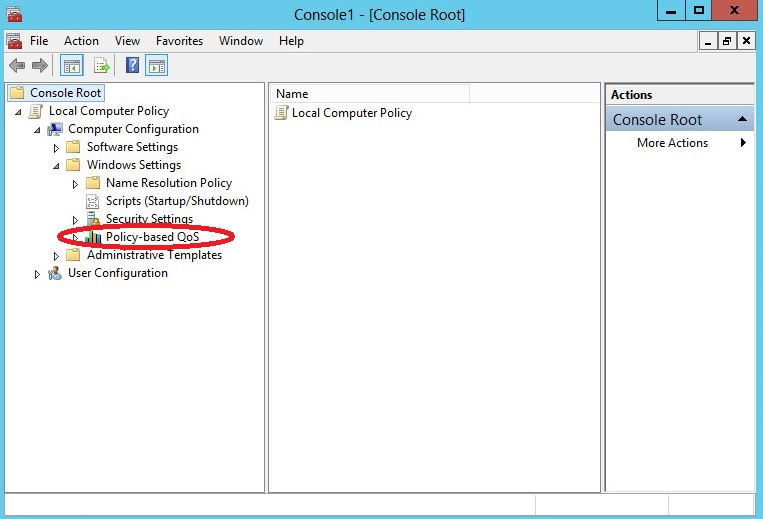 Console1 - [Console Root]
File Action View Favorites Window Help
Console Root
Local Computer Policy
Computer Configuration
Software Settings
Windows Settings
Name Resolution Policy
Scripts (Startup/Shutdown)
Security Settings
Policy-based QoS
Administrative Templates
User Configuration
Name
Local Computer Policy
Actions
Console Root
More Actions